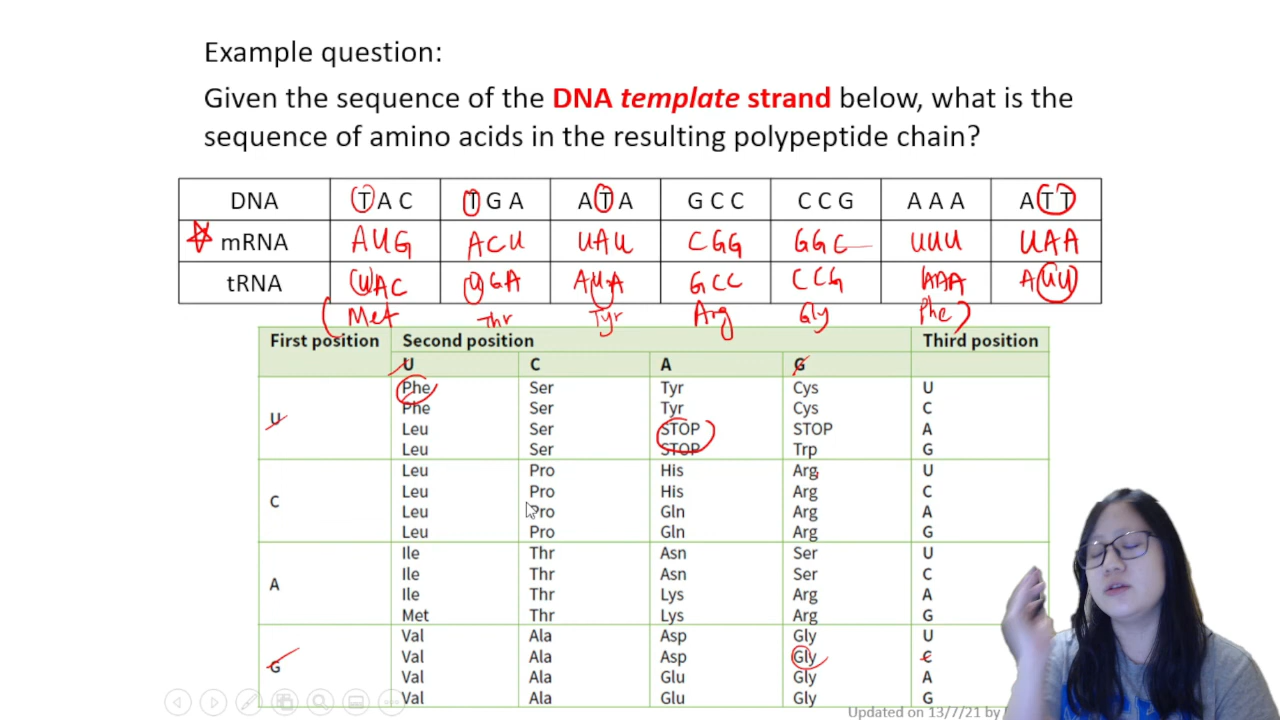 Example question:
Given the sequence of the DNA template strand below, what is the
sequence of amino acids in the resulting polypeptide chain?
DNA TAC TGA ATA GCC CCG AAA ATT
mRNA AUG ACU UAU CGG GGC UUU UAA
tRNA UAC UGA AUA GCC CCG AAA AUU
(Met Thr Tyr Arg Gly Phe)
First position Second position Third position
U C A G
Phe Ser Tyr Cys U
Phe Ser Tyr Cys C
U
Leu Ser STOP STOP A
Leu Ser STOP Trp G
Leu Pro His Arg U
Leu Pro His Arg C
C
Leu Pro Gln Arg A
Leu Pro Gln Arg G
Ile Thr Asn Ser U
Ile Thr Asn Ser C
A
Ile Thr Lys Arg A
Met Thr Lys Arg G
Val Ala Asp Gly U
Val Ala Asp Gly C
G
Val Ala Glu Gly A
Val Ala Glu Gly G
Updated on 13/7/21 by